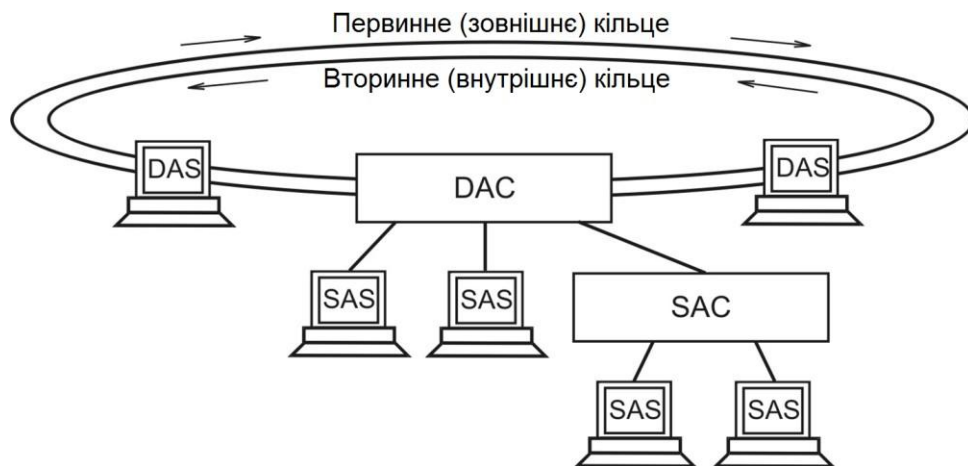 Первинне (зовнішнє) кільце
Вторинне (внутрішнє) кільце
DAS
DAC
DAS
SAS
SAS
SAC
SAS
SAS